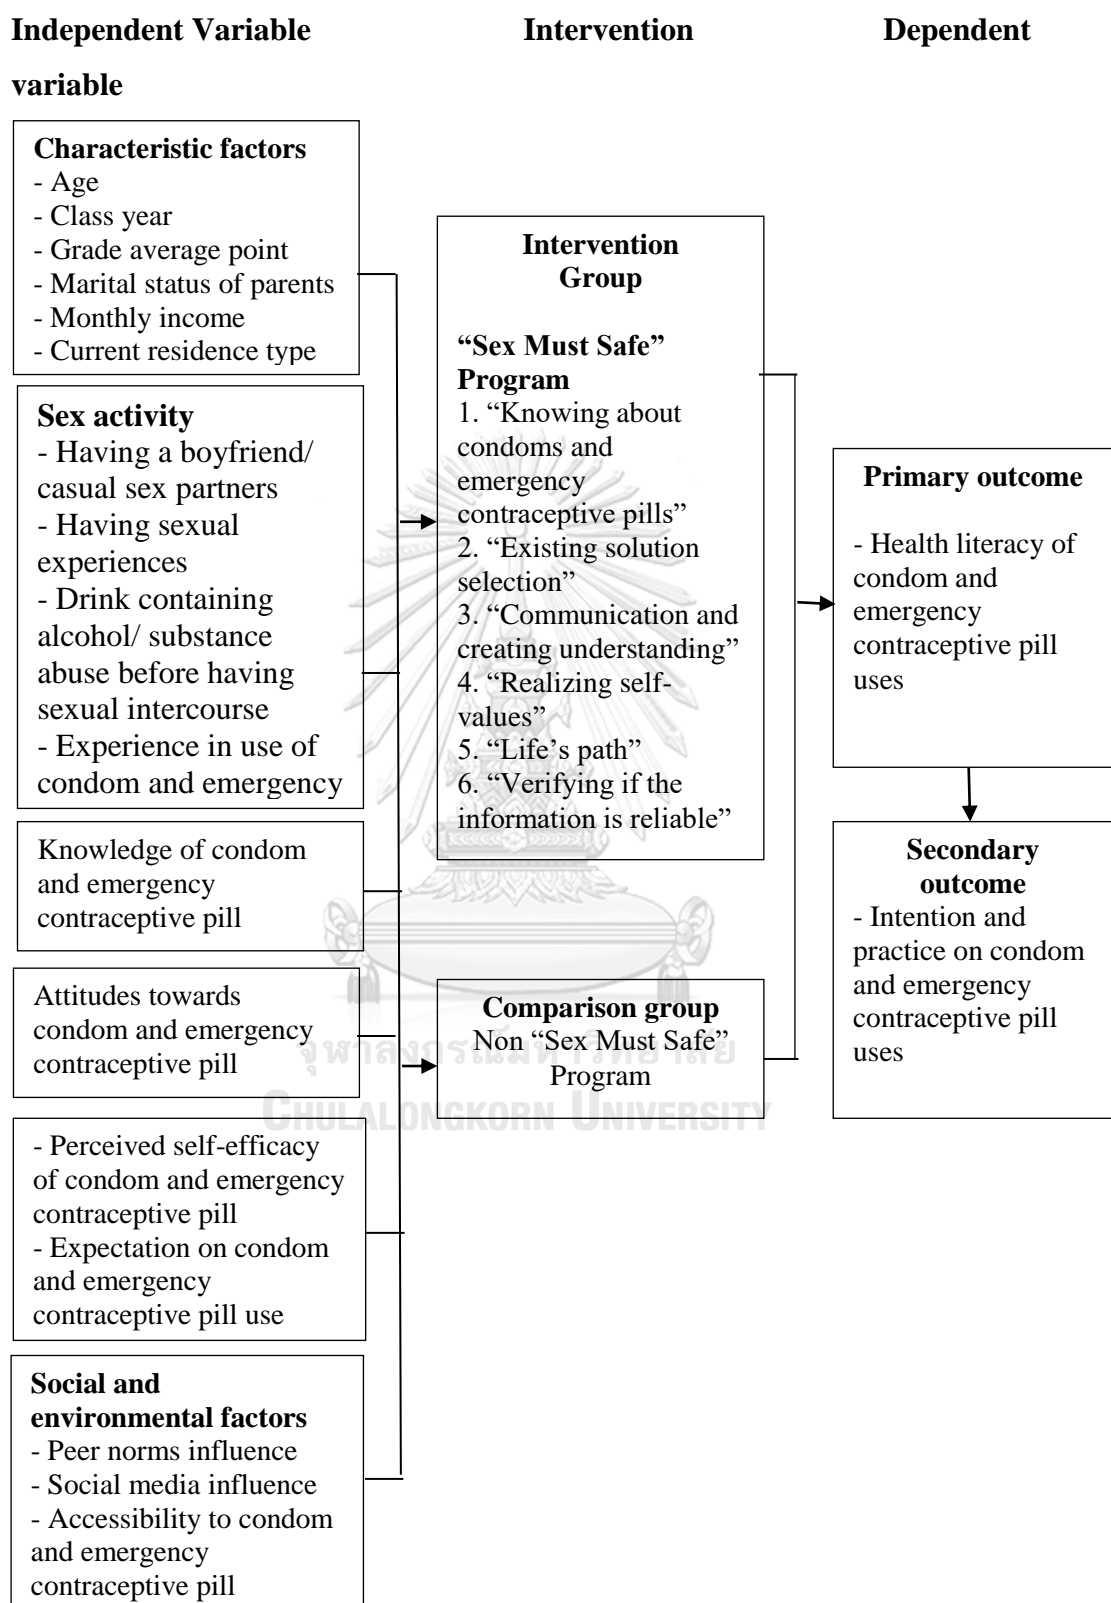 Independent Variable Intervention Dependent
variable
Characteristic factors
- Age
- Class year
- Grade average point
- Marital status of parents
- Monthly income
- Current residence type
Sex activity
- Having a boyfriend/
casual sex partners
- Having sexual
experiences
- Drink containing
alcohol/ substance
abuse before having
sexual intercourse
- Experience in use of
condom and emergency
Knowledge of condom
and emergency
contraceptive pill
Attitudes towards
condom and emergency
contraceptive pill
- Perceived self-efficacy
of condom and emergency
contraceptive pill
- Expectation on condom
and emergency
contraceptive pill use
Social and
environmental factors
- Peer norms influence
- Social media influence
- Accessibility to condom
and emergency
contraceptive pill
Intervention
Group
“Sex Must Safe”
Program
1. “Knowing about
condoms and
emergency
contraceptive pills”
2. “Existing solution
selection”
3. “Communication and
creating understanding”
4. “Realizing self-
values”
5. “Life’s path”
6. “Verifying if the
information is reliable”
Comparison group
Non “Sex Must Safe”
Program
Primary outcome
- Health literacy of
condom and
emergency
contraceptive pill
uses
Secondary
outcome
- Intention and
practice on condom
and emergency
contraceptive pill
uses
จุฬาลงกรณ์มหาวิทยาลัย
CHULALONGKORN UNIVERSITY